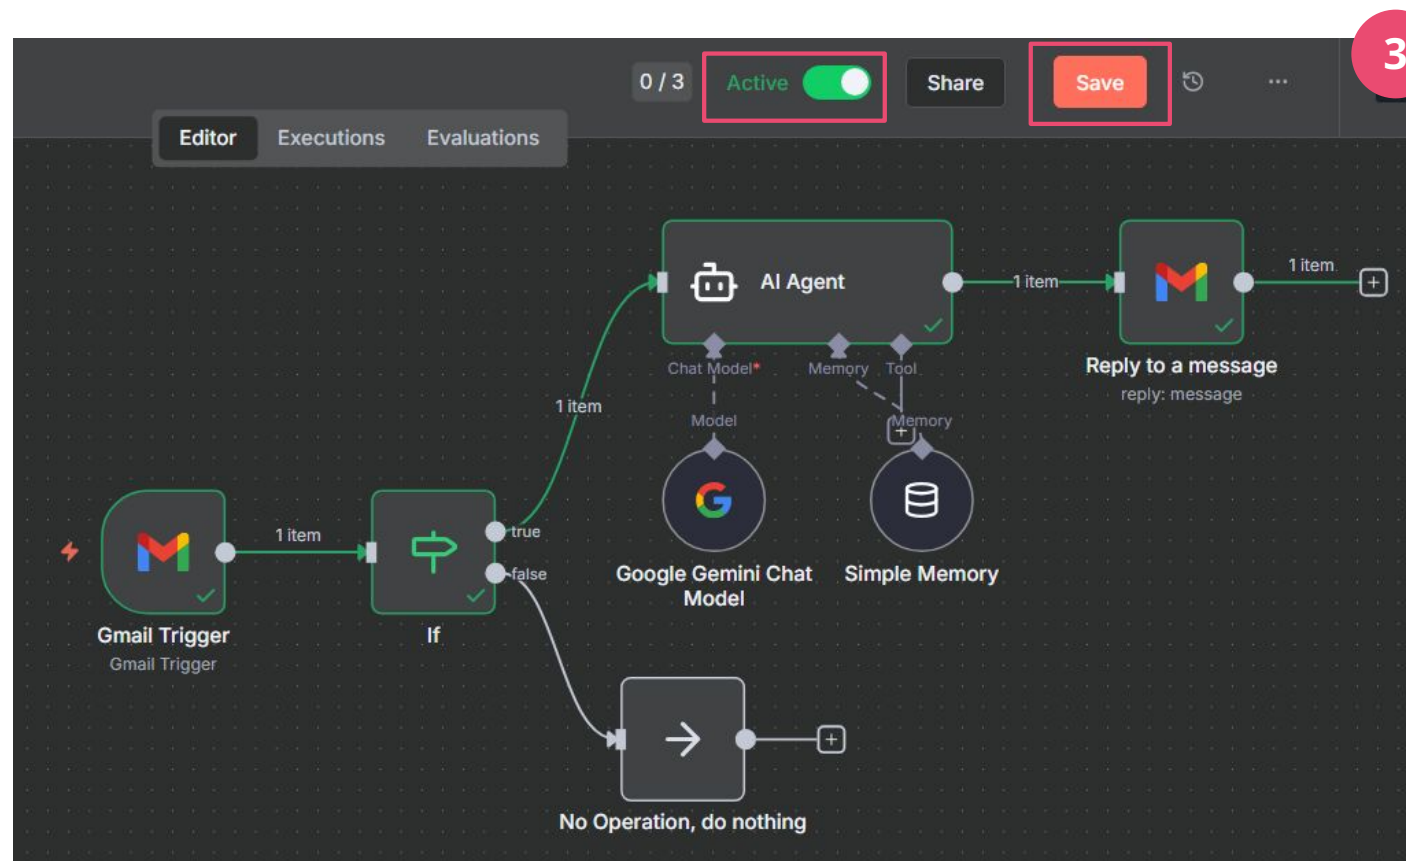 3
0 / 3
Active
Share
Save
Editor
Executions
Evaluations
AI Agent
1 item
1 item
Chat Model*
Memory
Tool
Reply to a message
reply: message
1 item
Model
Memory
1 item
true
false
Google Gemini Chat
Model
Simple Memory
Gmail Trigger
Gmail Trigger
If
No Operation, do nothing